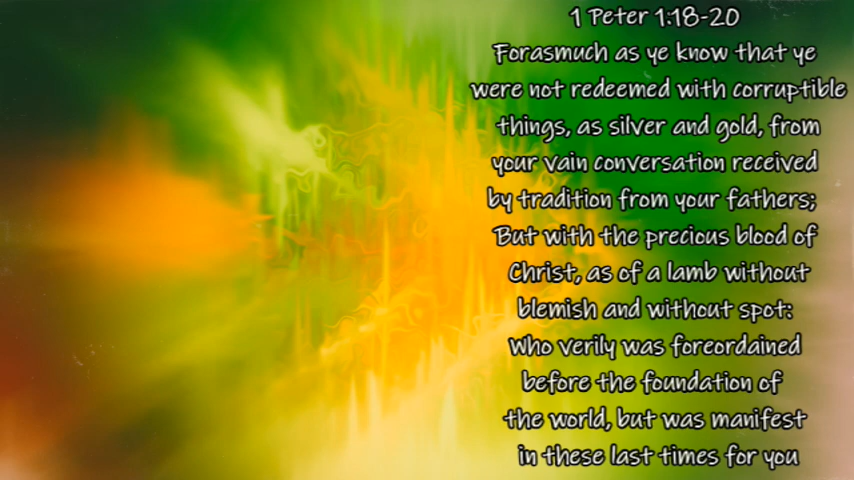 1 Peter 1:18-20
Forasmuch as ye know that ye
were not redeemed with corruptible
things, as silver and gold, from
your vain conversation received
by tradition from your fathers;
But with the precious blood of
Christ, as of a lamb without
blemish and without spot:
Who verily was foreordained
before the foundation of
the world, but was manifest
in these last times for you